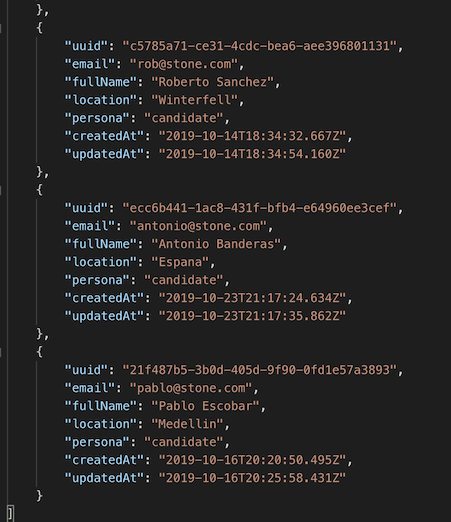 },
{
"uuid": "c5785a71-ce31-4cdc-bea6-aee396801131",
"email": "rob@stone.com",
"fullName": "Roberto Sanchez",
"location": "Winterfell",
"persona": "candidate",
"createdAt": "2019-10-14T18:34:32.667Z",
"updatedAt": "2019-10-14T18:34:54.160Z"
},
{
"uuid": "ecc6b441-1ac8-431f-bfb4-e64960ee3cef",
"email": "antonio@stone.com",
"fullName": "Antonio Banderas",
"location": "Espana",
"persona": "candidate",
"createdAt": "2019-10-23T21:17:24.634Z",
"updatedAt": "2019-10-23T21:17:35.862Z"
},
{
"uuid": "21f487b5-3b0d-405d-9f90-0fd1e57a3893",
"email": "pablo@stone.com",
"fullName": "Pablo Escobar",
"location": "Medellin",
"persona": "candidate",
"createdAt": "2019-10-16T20:20:50.495Z",
"updatedAt": "2019-10-16T20:25:58.431Z"
}
]